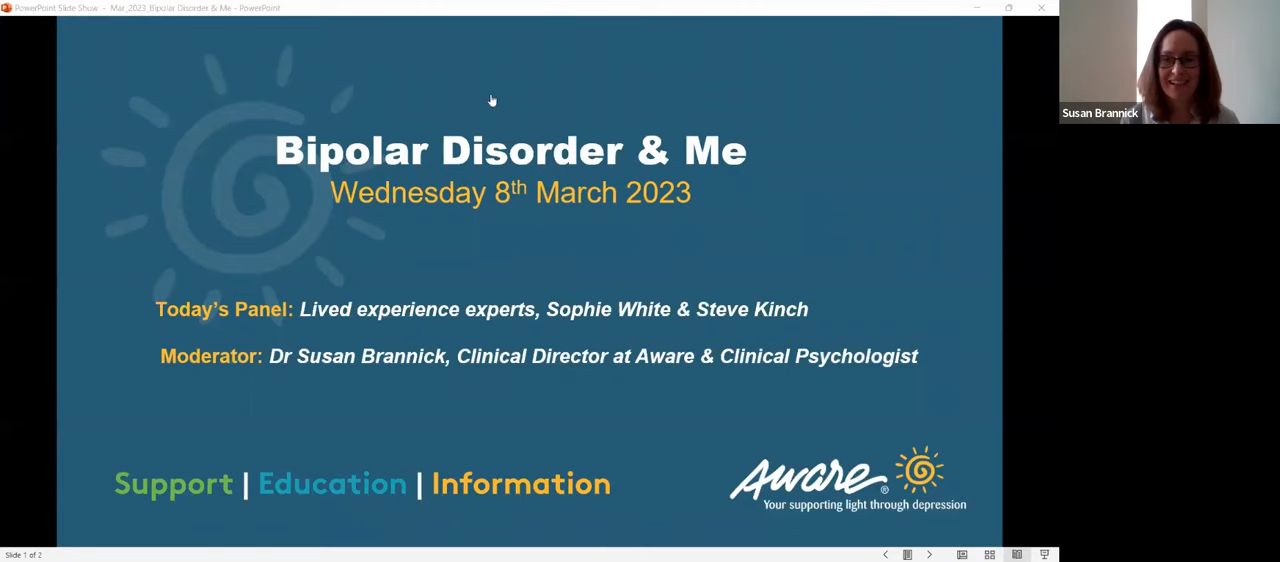 PowerPoint Slide Show - Mar_2023_Bipolar Disorder & Me - PowerPoint
Susan Brannick
Bipolar Disorder & Me
Wednesday 8th March 2023
Today's Panel: Lived experience experts, Sophie White & Steve Kinch
Moderator: Dr Susan Brannick, Clinical Director at Aware & Clinical Psychologist
Support | Education | Information
Aware®
Your supporting light through depression
Slide 1 of 2